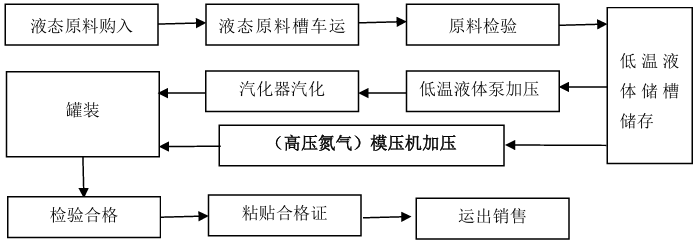 液态原料购入
液态原料槽车运
原料检验
低温液
体储槽
储存
低温液体泵加压
汽化器汽化
罐装
（高压氮气）模压机加压
检验合格
粘贴合格证
运出销售